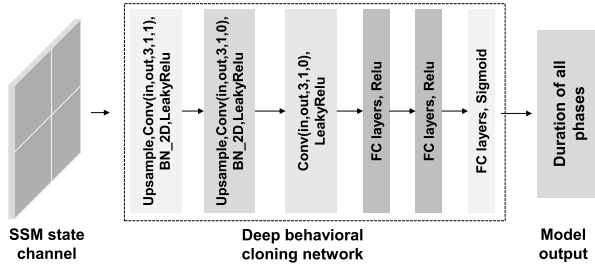 Upsample,Conv(in,out,3,1,1),
BN_2D,LeakyRelu
Upsample,Conv(in,out,3,1,0),
BN_2D,LeakyRelu
Conv(in,out,3,1,0),
LeakyRelu
FC layers, Relu
FC layers, Relu
FC layers, Sigmoid
Duration of all
phases
SSM state
channel
Deep behavioral
cloning network
Model
output